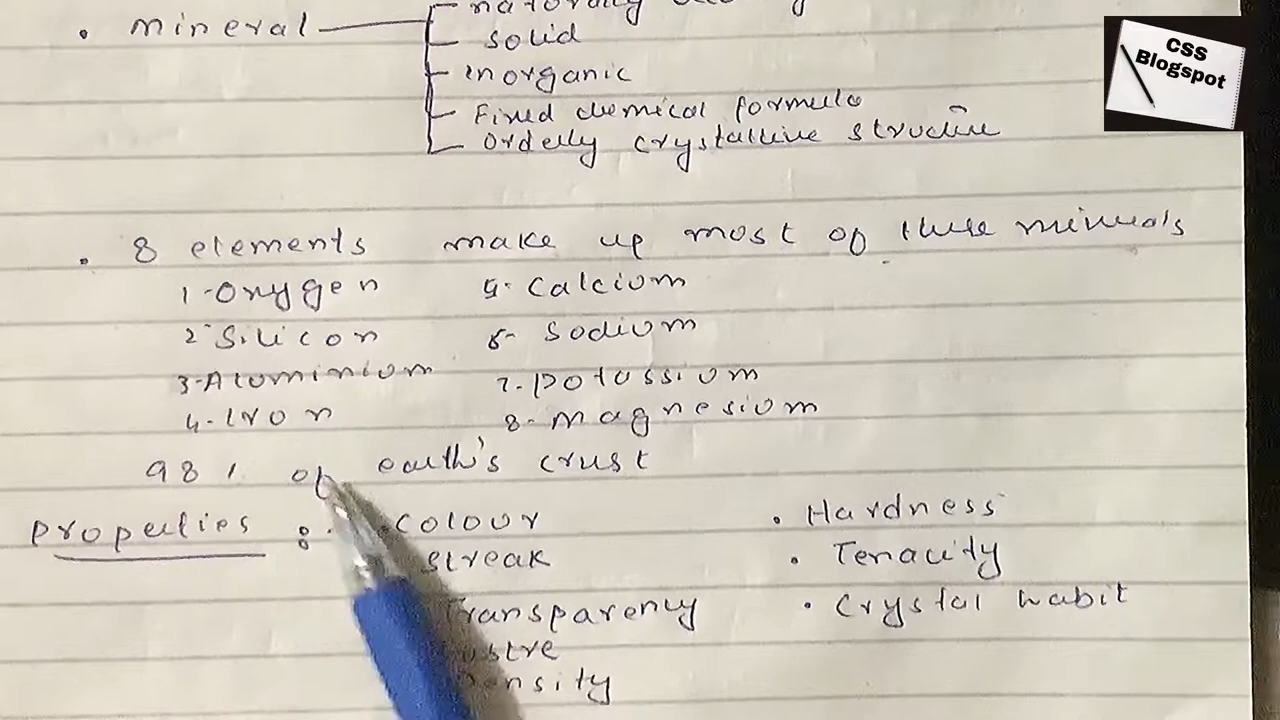 • mineral
solid
inorganic
Fixed chemical formula
Orderly crystalline structure
• 8 elements make up most of these minerals
1-Oxygen 5- Calcium
2-Silicon 6- Sodium
3-Aluminium 7- Potassium
4-Iron 8- Magnesium
98 % of earth's crust
Properties :- • Colour • Hardness
Streak • Tenacity
Transparency • Crystal habit
CSS
Blogspot